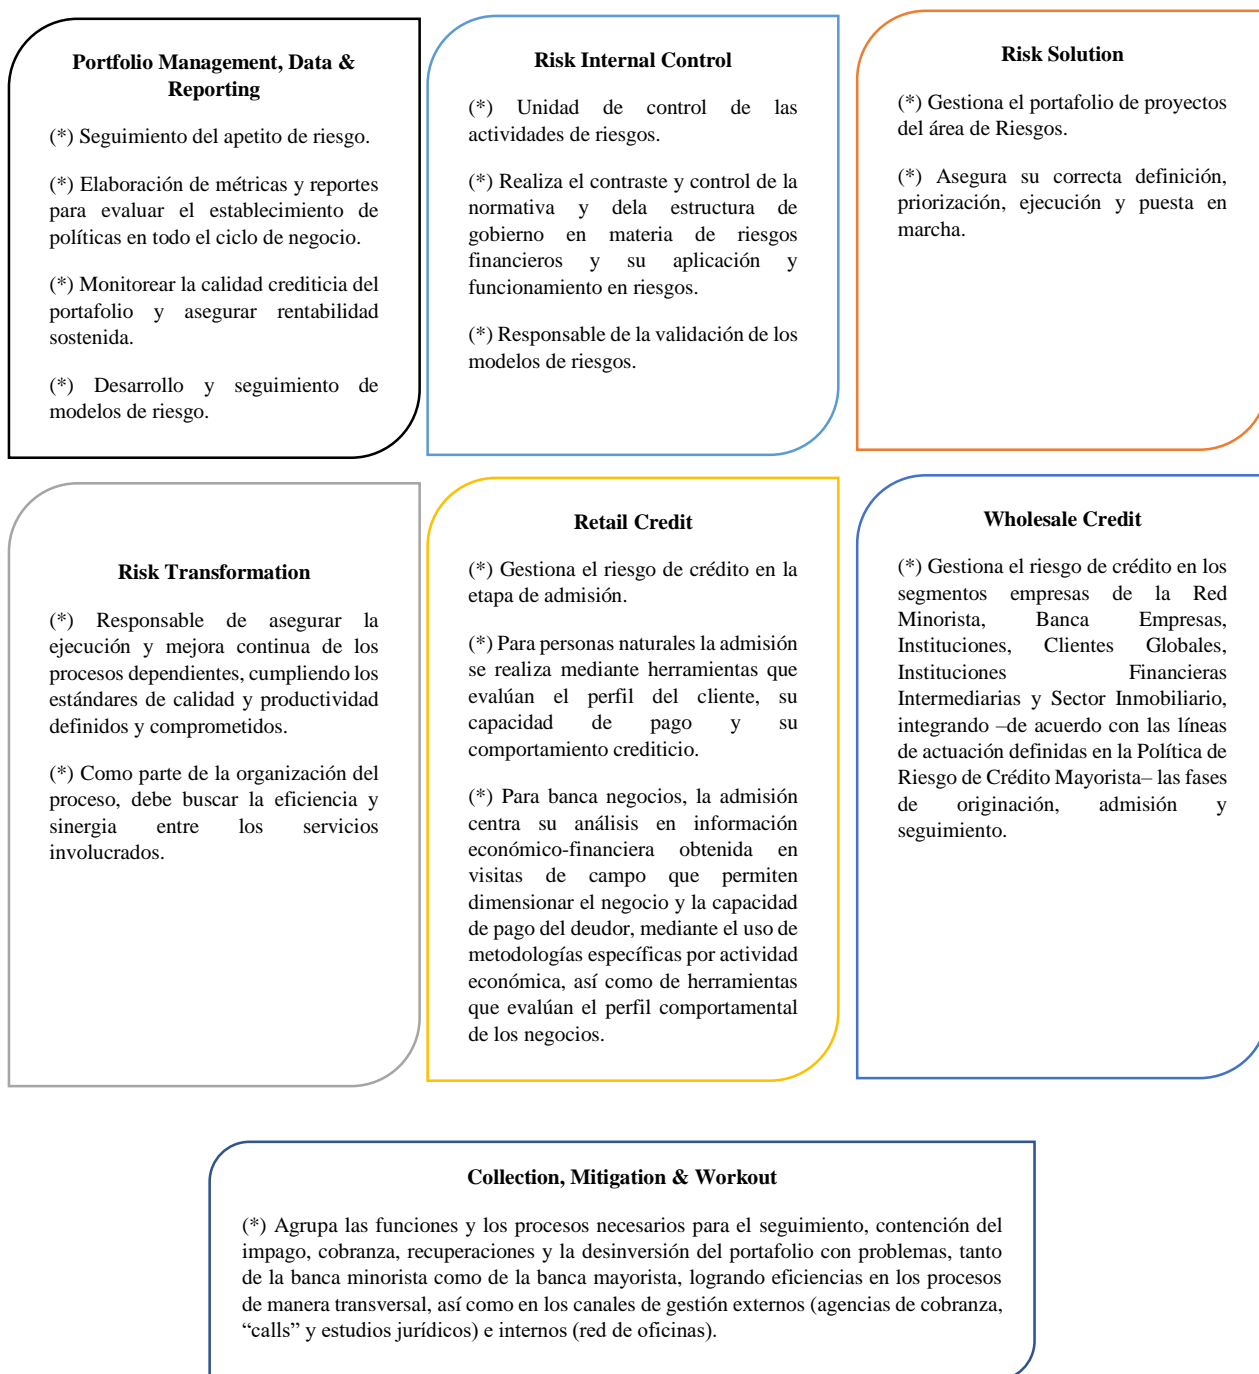 Portfolio Management, Data &
Reporting
(*) Seguimiento del apetito de riesgo.
(*) Elaboración de métricas y reportes
para evaluar el establecimiento de
políticas en todo el ciclo de negocio.
(*) Monitorear la calidad crediticia del
portafolio y asegurar rentabilidad
sostenida.
(*) Desarrollo y seguimiento de
modelos de riesgo.
Risk Internal Control
(*) Unidad de control de las
actividades de riesgos.
(*) Realiza el contraste y control de la
normativa y dela estructura de
gobierno en materia de riesgos
financieros y su aplicación y
funcionamiento en riesgos.
(*) Responsable de la validación de los
modelos de riesgos.
Risk Solution
(*) Gestiona el portafolio de proyectos
del área de Riesgos.
(*) Asegura su correcta definición,
priorización, ejecución y puesta en
marcha.
Risk Transformation
(*) Responsable de asegurar la
ejecución y mejora continua de los
procesos dependientes, cumpliendo los
estándares de calidad y productividad
definidos y comprometidos.
(*) Como parte de la organización del
proceso, debe buscar la eficiencia y
sinergia entre los servicios
involucrados.
Retail Credit
(*) Gestiona el riesgo de crédito en la
etapa de admisión.
(*) Para personas naturales la admisión
se realiza mediante herramientas que
evalúan el perfil del cliente, su
capacidad de pago y su
comportamiento crediticio.
(*) Para banca negocios, la admisión
centra su análisis en información
económico-financiera obtenida en
visitas de campo que permiten
dimensionar el negocio y la capacidad
de pago del deudor, mediante el uso de
metodologías específicas por actividad
económica, así como de herramientas
que evalúan el perfil comportamental
de los negocios.
Wholesale Credit
(*) Gestiona el riesgo de crédito en los
segmentos empresas de la Red
Minorista, Banca Empresas,
Instituciones, Clientes Globales,
Instituciones Financieras
Intermediarias y Sector Inmobiliario,
integrando –de acuerdo con las líneas
de actuación definidas en la Política de
Riesgo de Crédito Mayorista– las fases
de originación, admisión y
seguimiento.
Collection, Mitigation & Workout
(*) Agrupa las funciones y los procesos necesarios para el seguimiento, contención del
impago, cobranza, recuperaciones y la desinversión del portafolio con problemas, tanto
de la banca minorista como de la banca mayorista, logrando eficiencias en los procesos
de manera transversal, así como en los canales de gestión externos (agencias de cobranza,
“calls” y estudios jurídicos) e internos (red de oficinas).